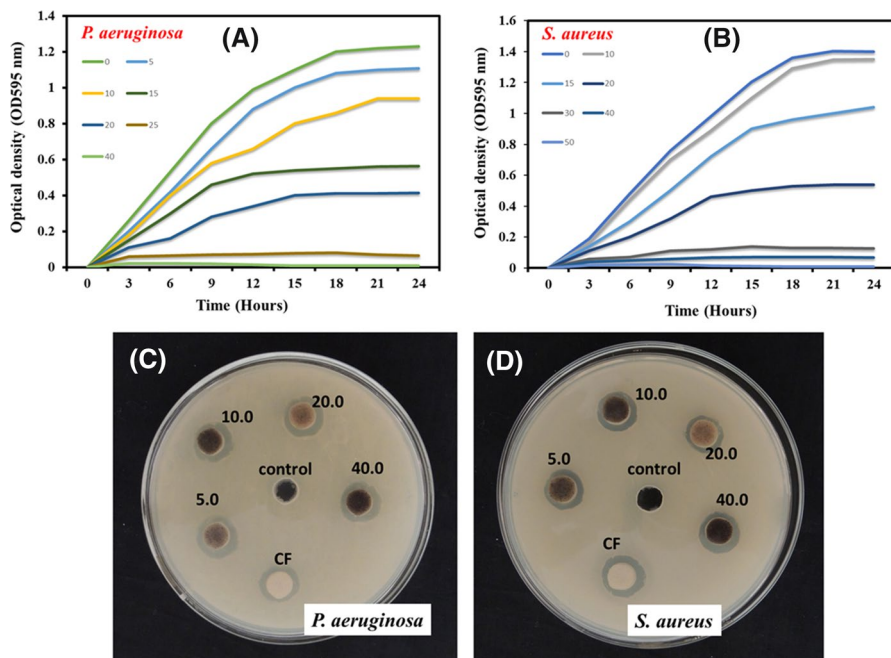 (A)
P. aeruginosa
0 5
10 15
20 25
40
Optical density (OD595 nm)
1.4
1.2
1
0.8
0.6
0.4
0.2
0
0 3 6 9 12 15 18 21 24
Time (Hours)
(B)
S. aureus
0 10
15 20
30 40
50
Optical density (OD595 nm)
1.6
1.4
1.2
1
0.8
0.6
0.4
0.2
0
0 3 6 9 12 15 18 21 24
Time (Hours)
(C)
20.0
10.0
control
40.0
5.0
CF
P. aeruginosa
(D)
10.0
20.0
5.0
control
40.0
CF
S. aureus